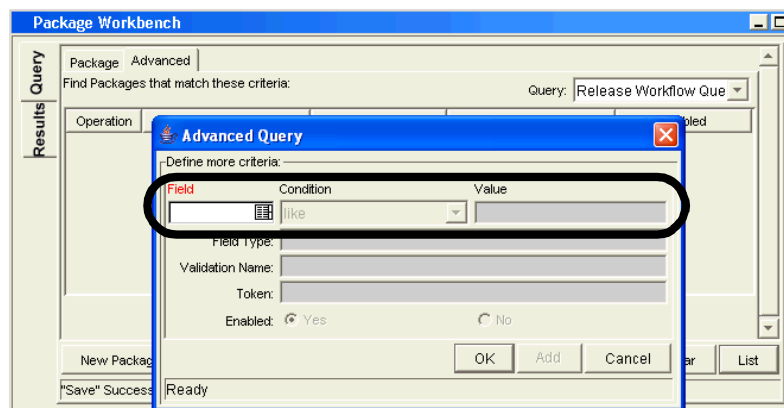 Package Workbench
Query
Results
Package Advanced
Find Packages that match these criteria:
Query: Release Workflow Que
Operation
Advanced Query
Define more criteria:
Field Condition Value
like
Field Type:
Validation Name:
Token:
Enabled: Yes No
OK Add Cancel
New Packag
List
"Save" Success
Ready